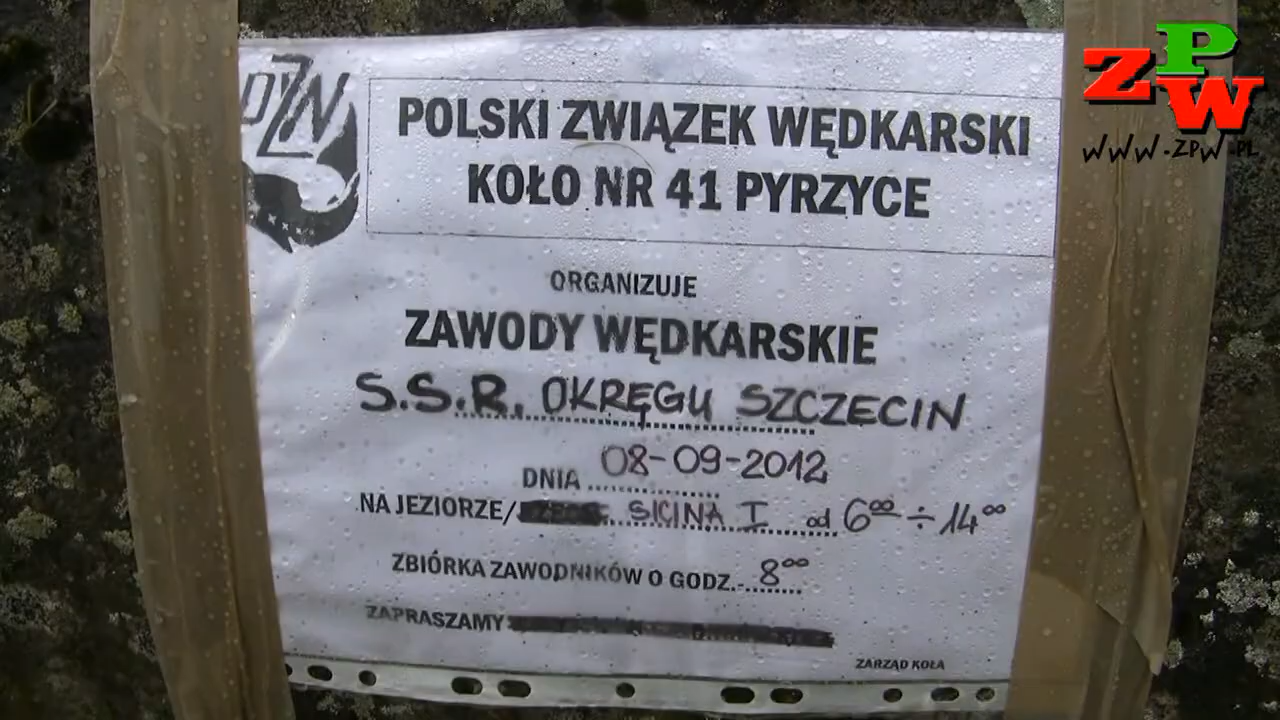 ZPW
WWW.ZPW.PL
PZW
POLSKI ZWIĄZEK WĘDKARSKI
KOŁO NR 41 PYRZYCE
ORGANIZUJE
ZAWODY WĘDKARSKIE
S.S.R. OKRĘGU SZCZECIN
DNIA 08-09-2012
NA JEZIORZE/ SICINA I od 6⁰⁰ ÷ 14⁰⁰
ZBIÓRKA ZAWODNIKÓW O GODZ. 8⁰⁰
ZAPRASZAMY
ZARZĄD KOŁA